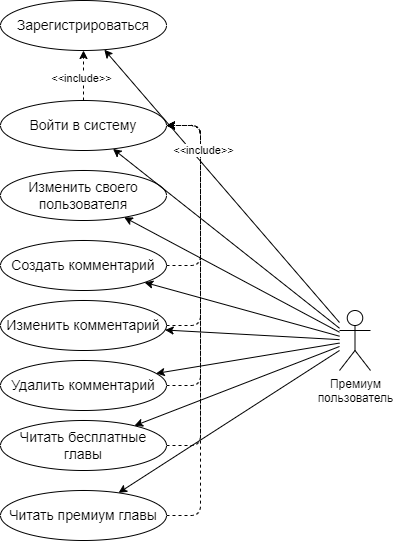 Зарегистрироваться
<<include>>
Войти в систему
<<include>>
Изменить своего
пользователя
Создать комментарий
Изменить комментарий
Удалить комментарий
Читать бесплатные
главы
Читать премиум главы
Премиум
пользователь